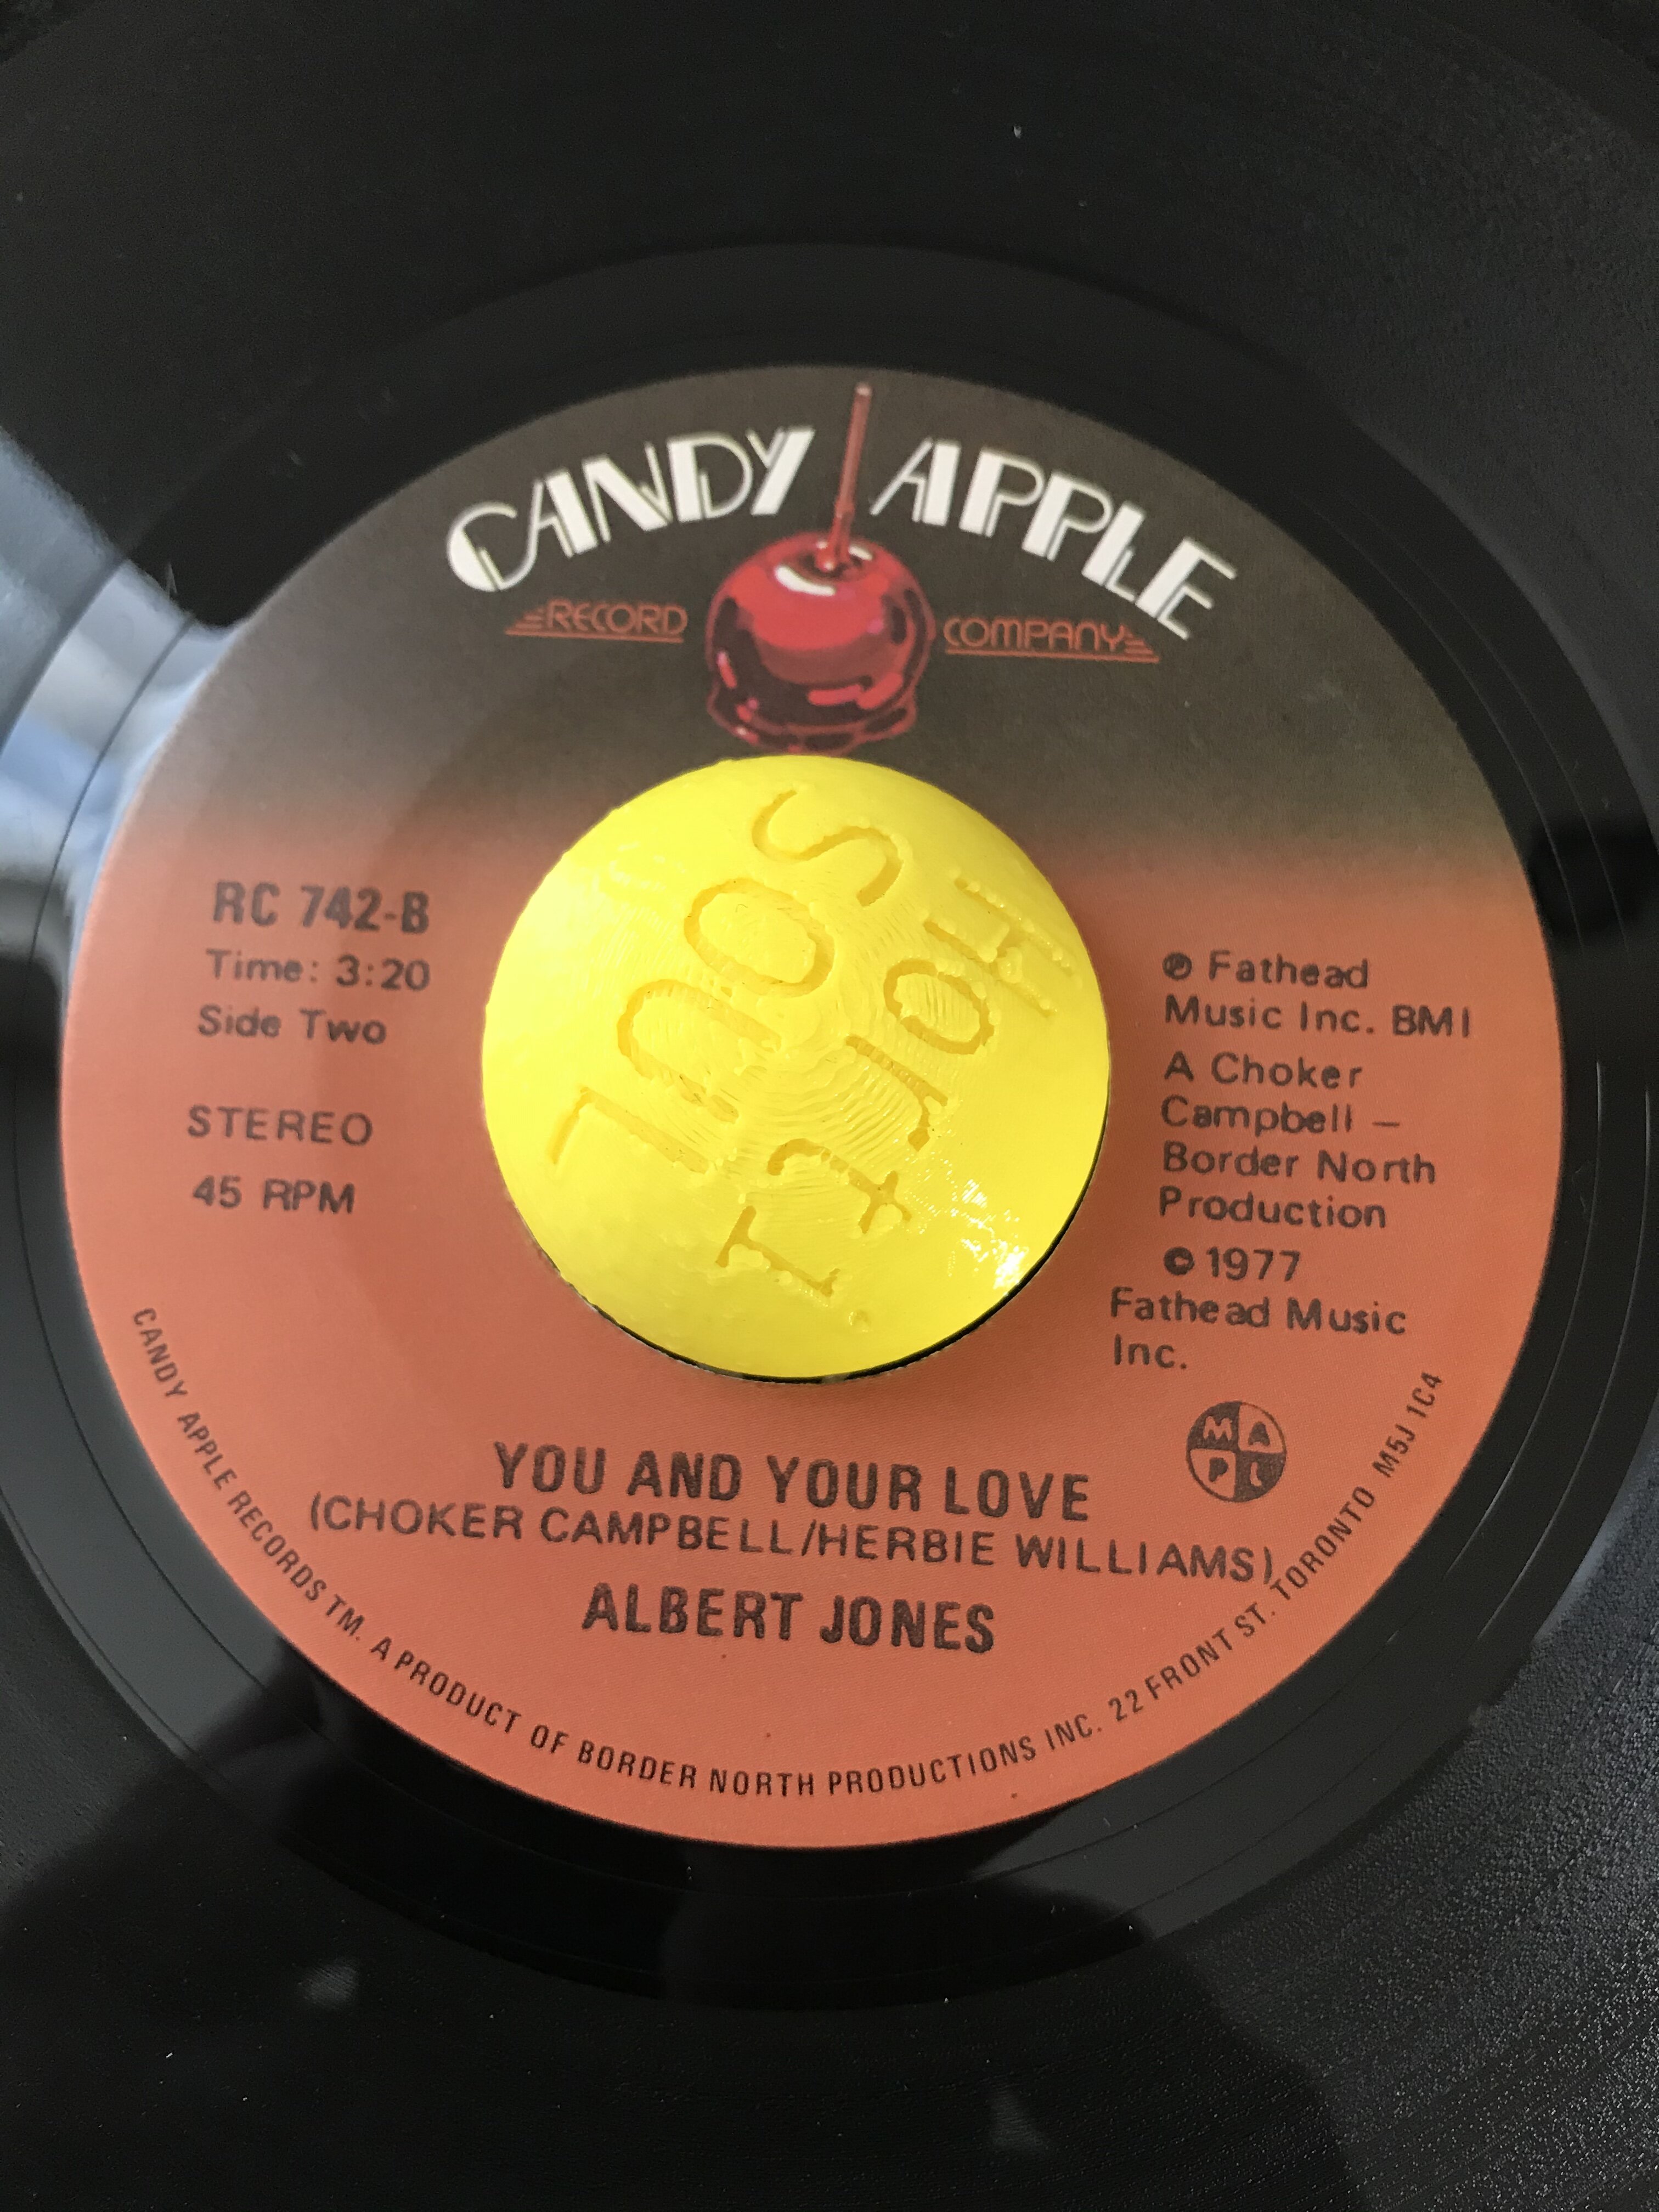 CANDY APPLE
RECORD COMPANY
RC 742-B
Time: 3:20
Side Two
STEREO
45 RPM
SOUL
℗ Fathead
Music Inc. BMI
A Choker
Campbell —
Border North
Production
© 1977
Fathead Music
Inc.
M A
P L
YOU AND YOUR LOVE
(CHOKER CAMPBELL/HERBIE WILLIAMS)
ALBERT JONES
CANDY APPLE RECORDS TM. A PRODUCT OF BORDER NORTH PRODUCTIONS INC. 22 FRONT ST. TORONTO M5J 1C4